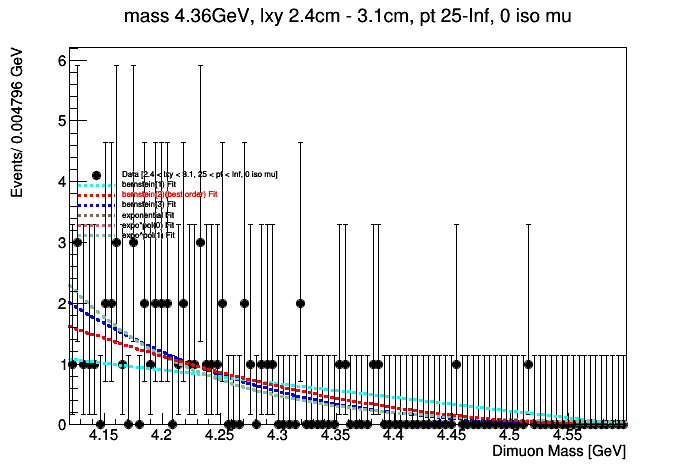 mass 4.36GeV, lxy 2.4cm - 3.1cm, pt 25-Inf, 0 iso mu
Events/ 0.004796 GeV
6
5
4
3
2
1
0
Data [2.4 < lxy < 3.1, 25 < pt < Inf, 0 iso mu]
bernstein[1] Fit
bernstein[2] (best order) Fit
bernstein[3] Fit
exponential Fit
expo*pol(0) Fit
expo*pol(1) Fit
4.15 4.2 4.25 4.3 4.35 4.4 4.45 4.5 4.55
Dimuon Mass [GeV]